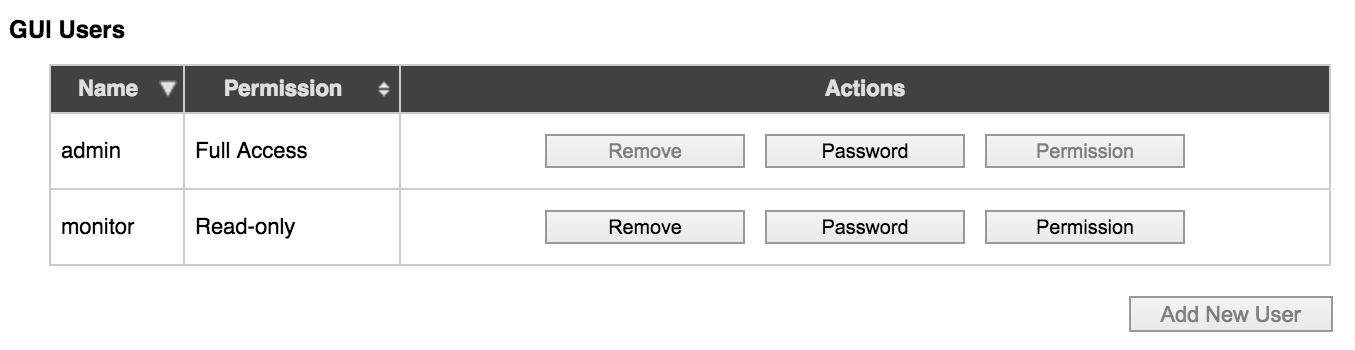 GUI Users
Name Permission Actions
admin Full Access Remove Password Permission
monitor Read-only Remove Password Permission
Add New User